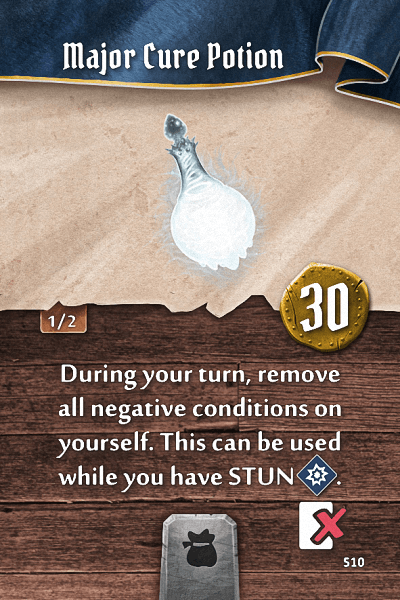 Major Cure Potion
30
1/2
During your turn, remove
all negative conditions on
yourself. This can be used
while you have STUN .
510